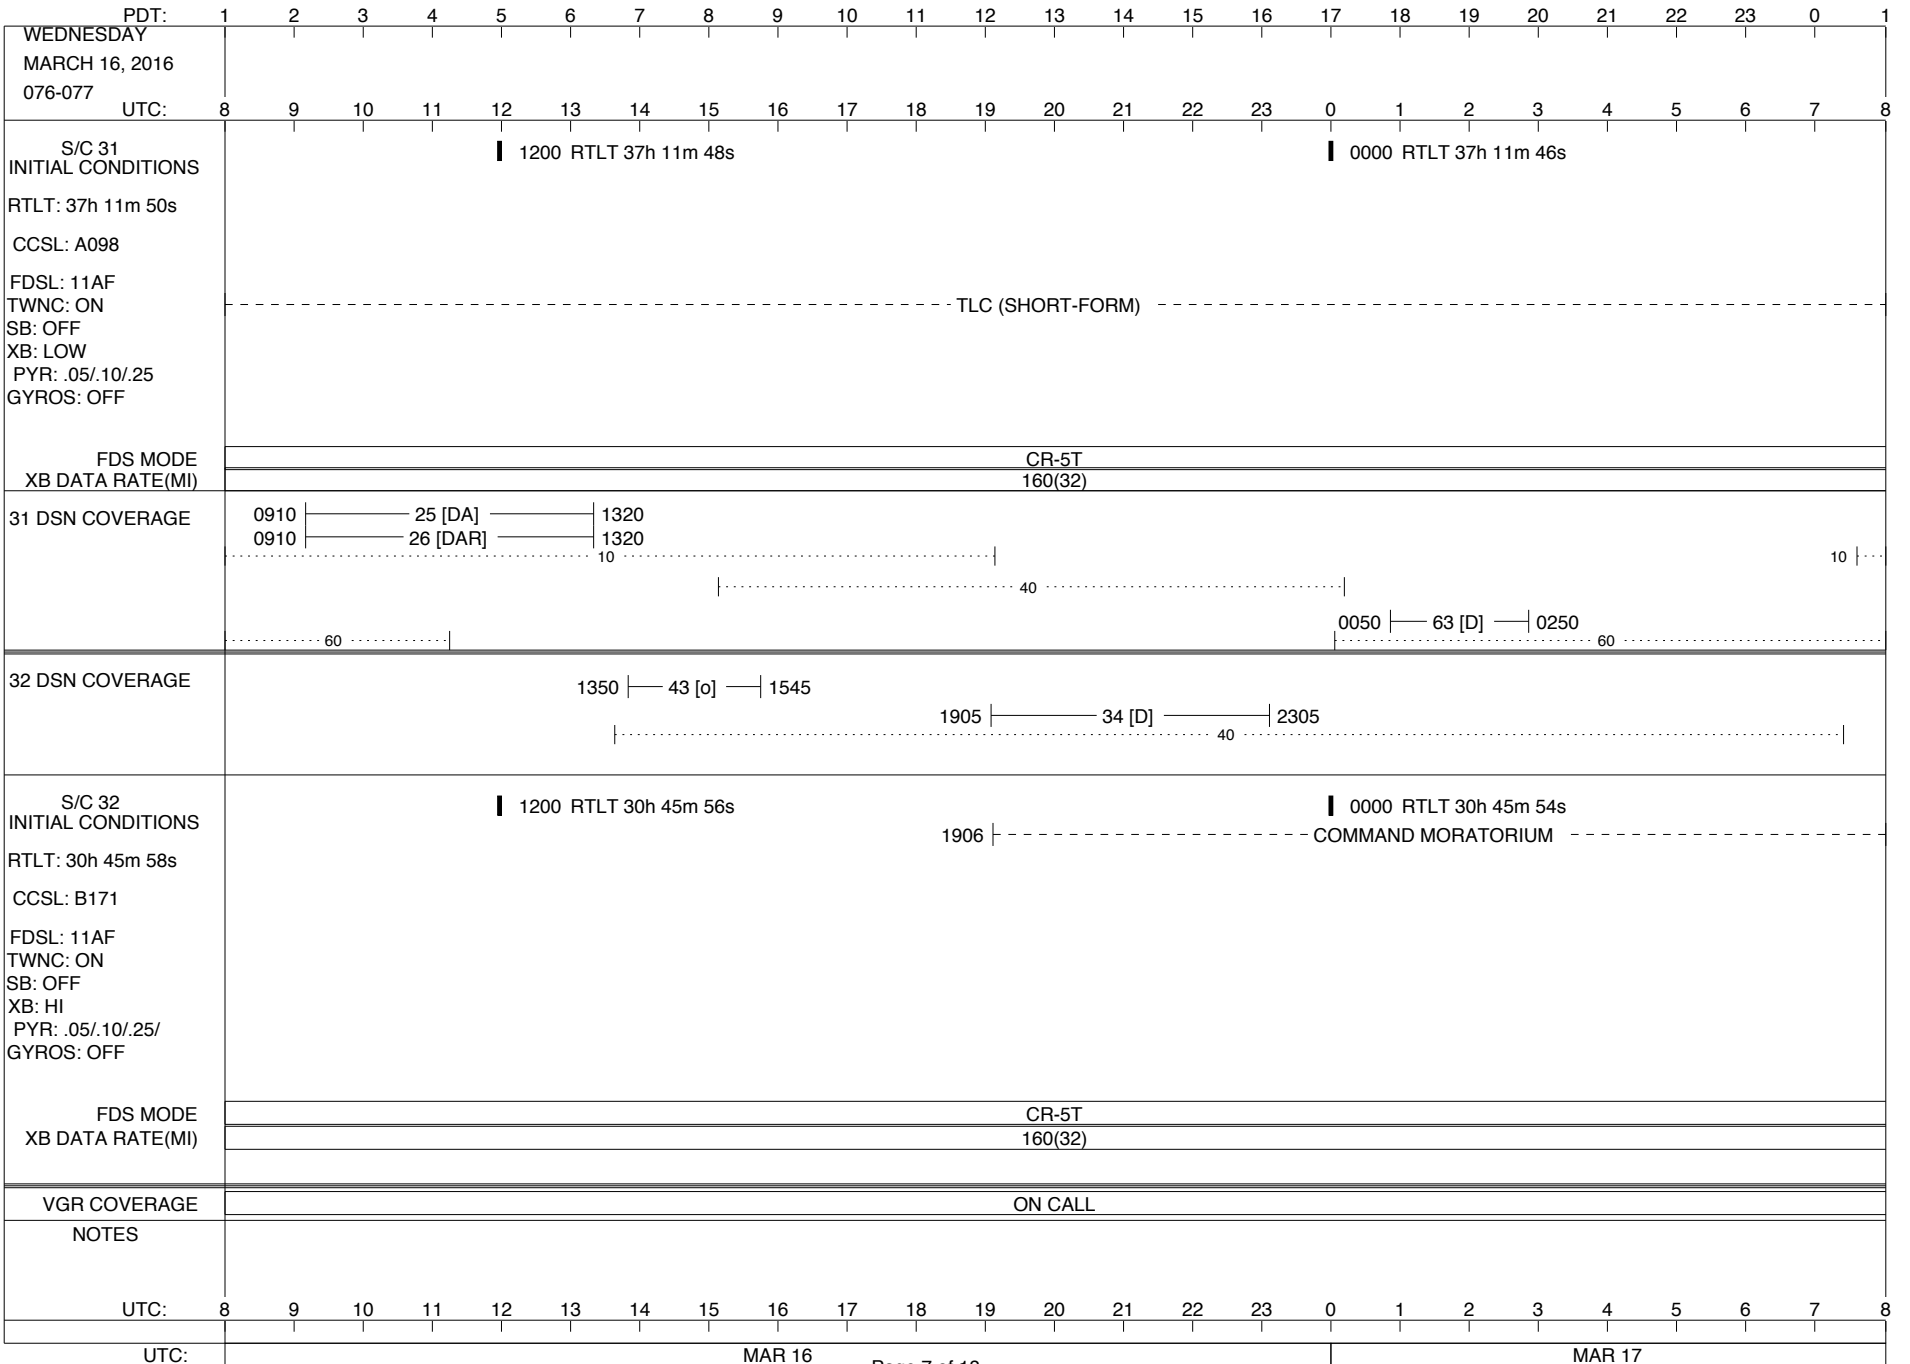 PDT: 1 2 3 4 5 6 7 8 9 10 11 12 13 14 15 16 17 18 19 20 21 22 23 0 1
WEDNESDAY
MARCH 16, 2016
076-077
UTC: 8 9 10 11 12 13 14 15 16 17 18 19 20 21 22 23 0 1 2 3 4 5 6 7 8
S/C 31
INITIAL CONDITIONS
1200 RTLT 37h 11m 48s
0000 RTLT 37h 11m 46s
RTLT: 37h 11m 50s
CCSL: A098
FDSL: 11AF
TWNC: ON
TLC (SHORT-FORM)
SB: OFF
XB: LOW
PYR: .05/.10/.25
GYROS: OFF
FDS MODE CR-5T
XB DATA RATE(MI) 160(32)
31 DSN COVERAGE
0910 25 [DA] 1320
0910 26 [DAR] 1320
10 10
40
0050 63 [D] 0250
60 60
32 DSN COVERAGE
1350 43 [o] 1545
1905 34 [D] 2305
40
S/C 32
INITIAL CONDITIONS
1200 RTLT 30h 45m 56s
0000 RTLT 30h 45m 54s
1906 COMMAND MORATORIUM
RTLT: 30h 45m 58s
CCSL: B171
FDSL: 11AF
TWNC: ON
SB: OFF
XB: HI
PYR: .05/.10/.25/
GYROS: OFF
FDS MODE CR-5T
XB DATA RATE(MI) 160(32)
VGR COVERAGE ON CALL
NOTES
UTC: 8 9 10 11 12 13 14 15 16 17 18 19 20 21 22 23 0 1 2 3 4 5 6 7 8
UTC: MAR 16 MAR 17
Page 7 of